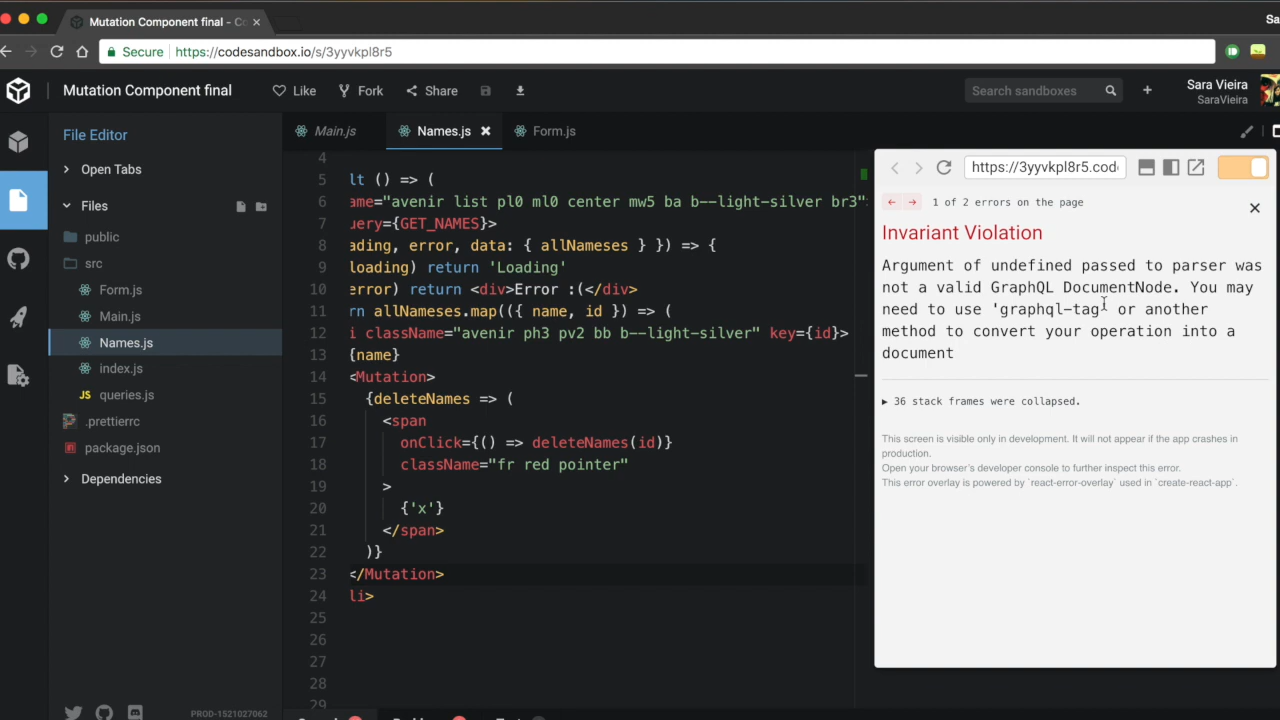 Mutation Component final - Co
Sa
Secure
https://codesandbox.io/s/3yyvkpl8r5
Mutation Component final
Like
Fork
Share
Search sandboxes
Sara Vieira
SaraVieira
File Editor
Open Tabs
Files
public
src
Form.js
Main.js
Names.js
index.js
queries.js
.prettierrc
package.json
Dependencies
PROD-1521027062
Main.js
Names.js
Form.js
4
5 lt () => (
6 ame="avenir list pl0 ml0 center mw5 ba b--light-silver br3"
7 uery={GET_NAMES}>
8 ading, error, data: { allNameses } }) => {
9 loading) return 'Loading'
10 error) return <div>Error :(</div>
11 rn allNameses.map(({ name, id }) => (
12 i className="avenir ph3 pv2 bb b--light-silver" key={id}>
13 {name}
14 <Mutation>
15 {deleteNames => (
16 <span
17 onClick={() => deleteNames(id)}
18 className="fr red pointer"
19 >
20 {'x'}
21 </span>
22 )}
23 </Mutation>
24 li>
25
26
27
28
29
https://3yyvkpl8r5.cod
1 of 2 errors on the page
Invariant Violation
Argument of undefined passed to parser was
not a valid GraphQL DocumentNode. You may
need to use 'graphql-tag' or another
method to convert your operation into a
document
36 stack frames were collapsed.
This screen is visible only in development. It will not appear if the app crashes in
production.
Open your browser's developer console to further inspect this error.
This error overlay is powered by `react-error-overlay` used in `create-react-app`.